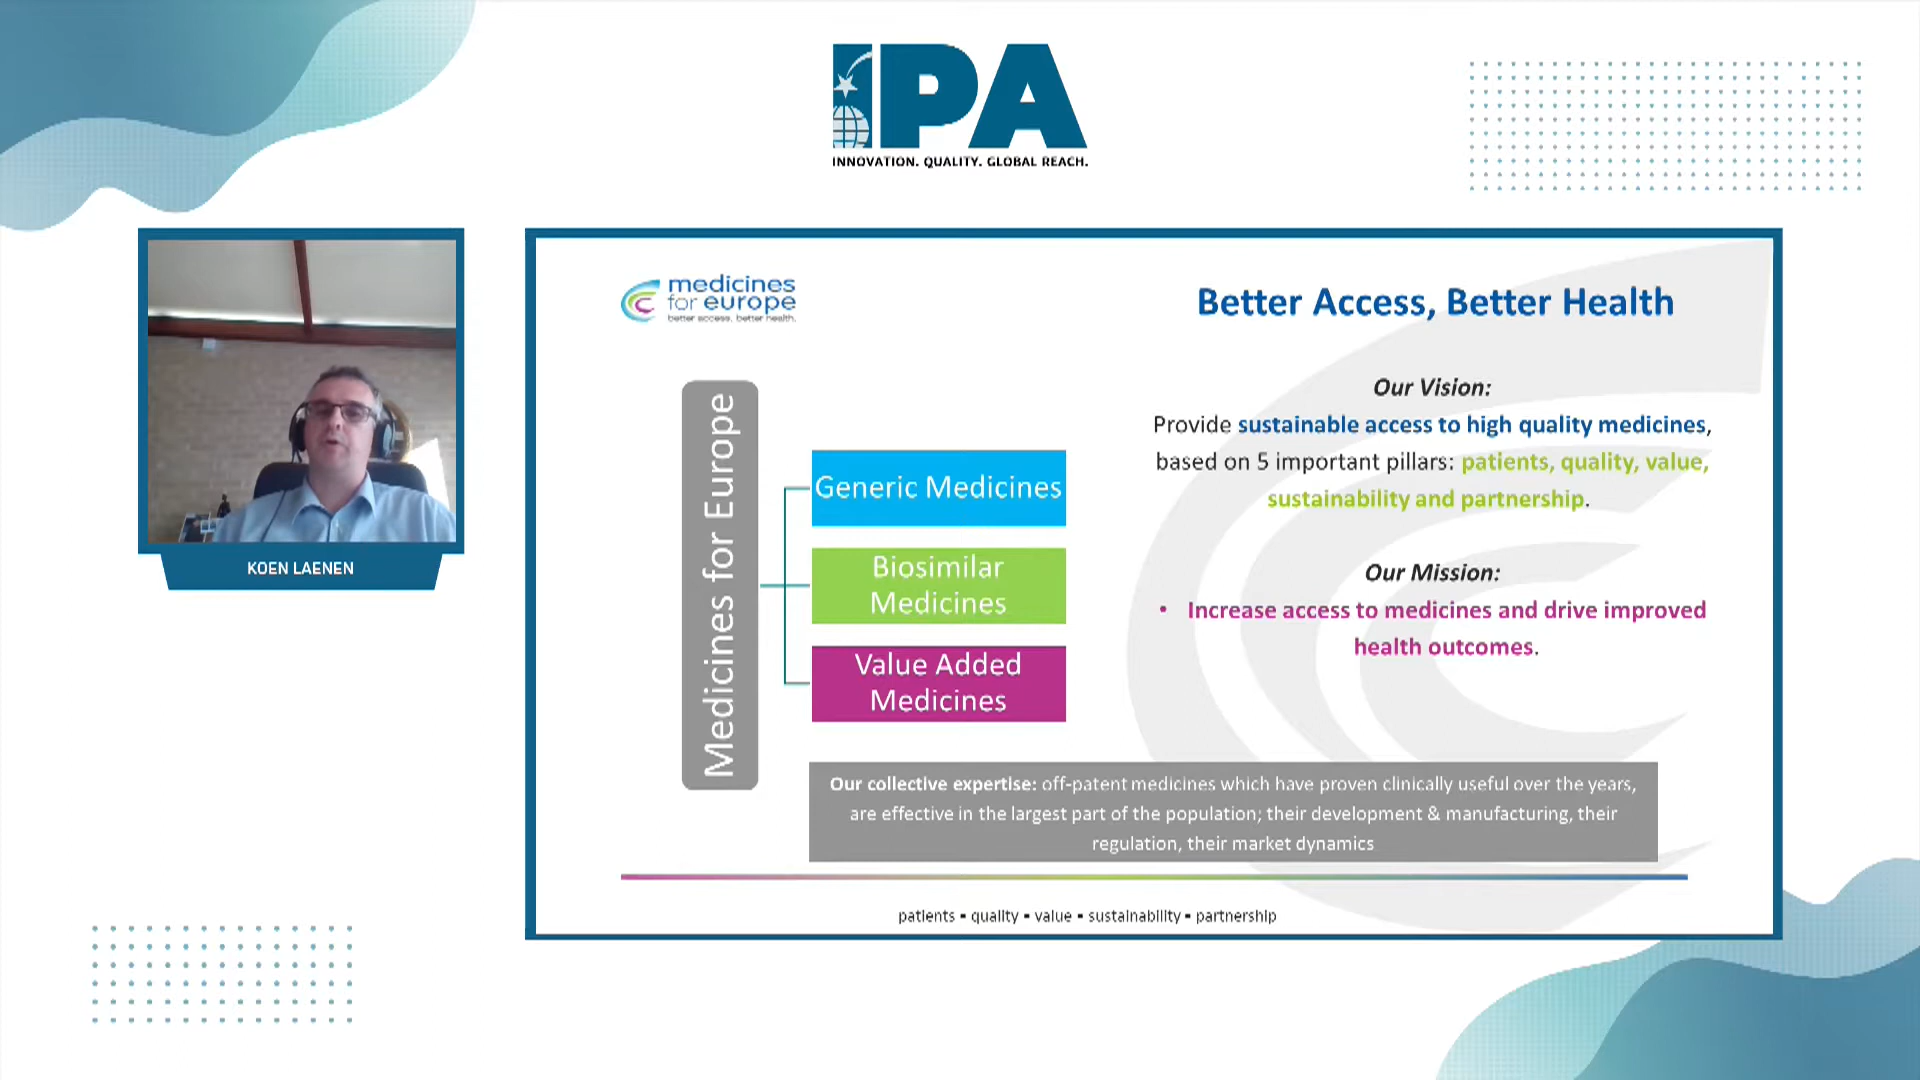 IPA
INNOVATION. QUALITY. GLOBAL REACH.
KOEN LAENEN
medicines
for europe
better access. better health.
Better Access, Better Health
Medicines for Europe
Generic Medicines
Biosimilar
Medicines
Value Added
Medicines
Our Vision:
Provide sustainable access to high quality medicines,
based on 5 important pillars: patients, quality, value,
sustainability and partnership.
Our Mission:
• Increase access to medicines and drive improved
health outcomes.
Our collective expertise: off-patent medicines which have proven clinically useful over the years,
are effective in the largest part of the population; their development & manufacturing, their
regulation, their market dynamics
patients ▪ quality ▪ value ▪ sustainability ▪ partnership